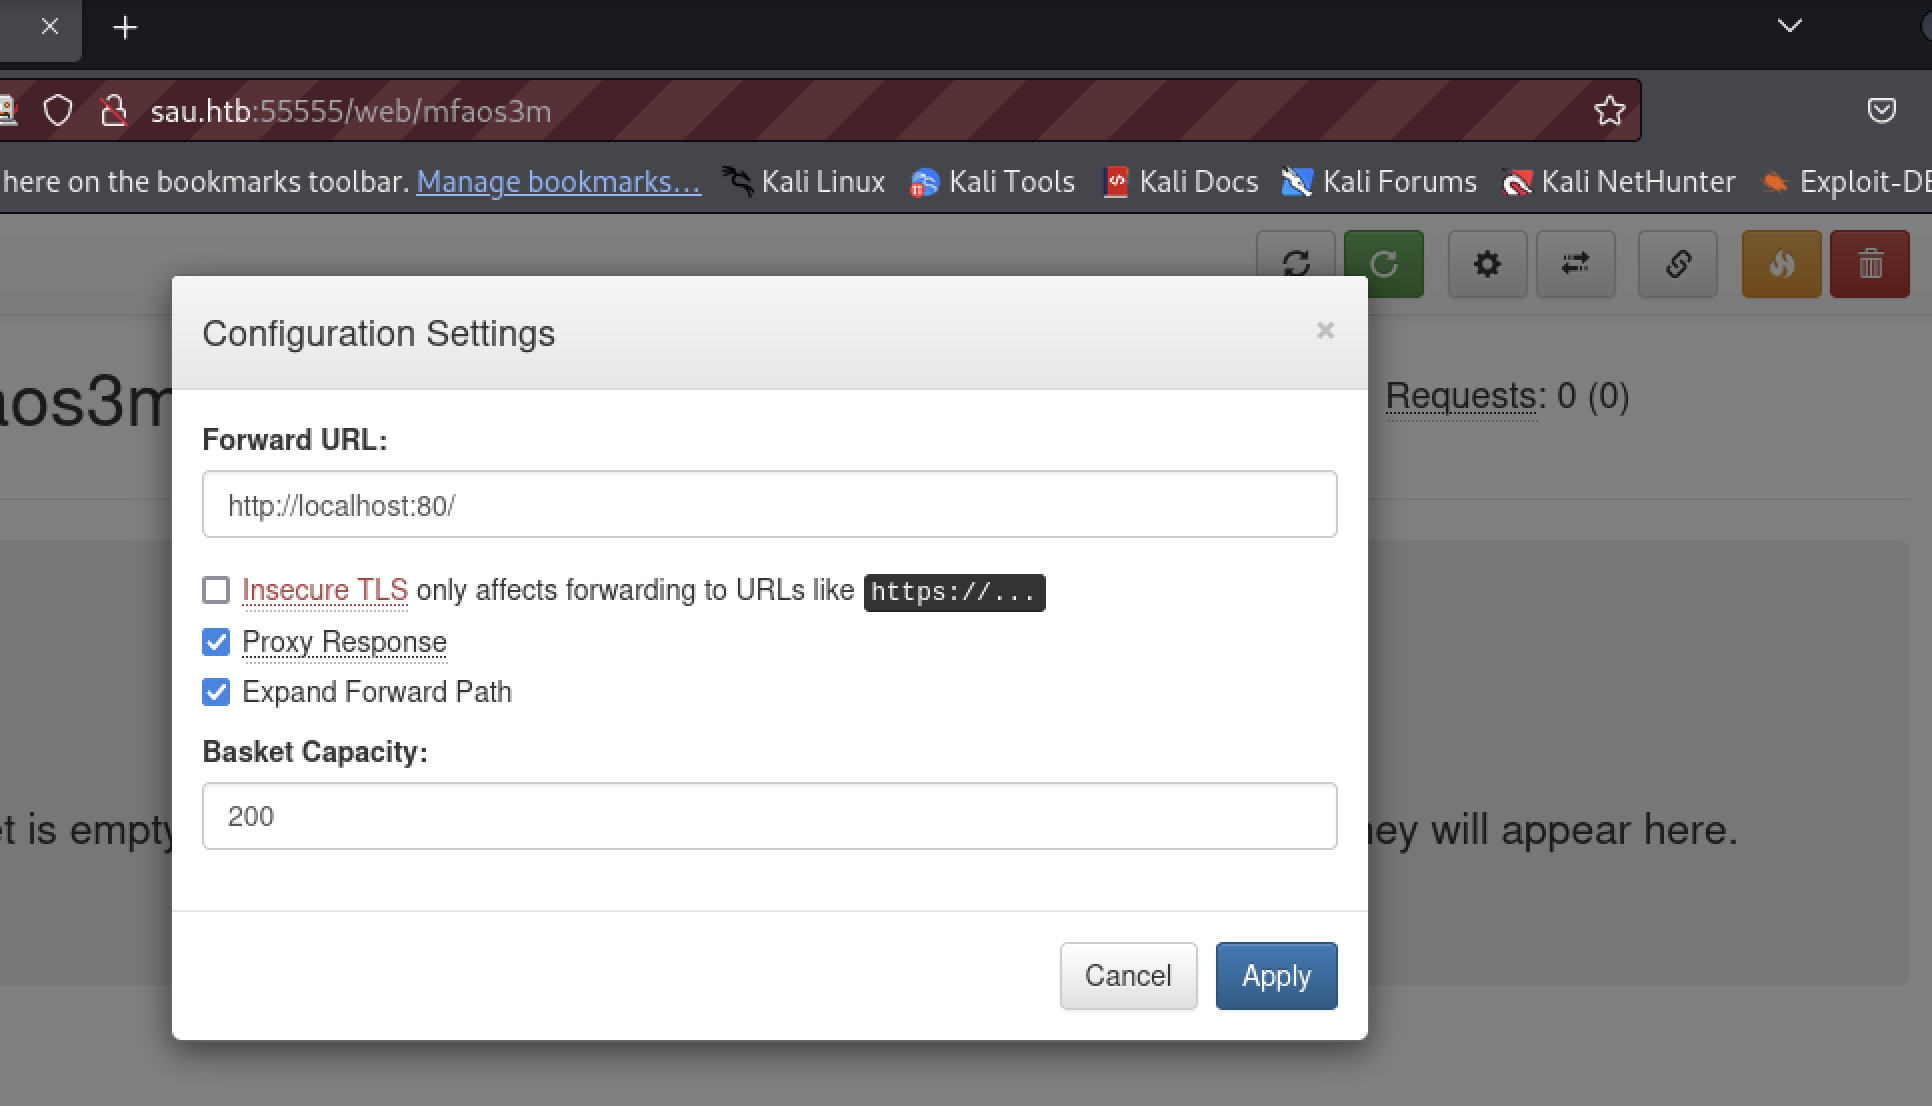 sau.htb:55555/web/mfaos3m
here on the bookmarks toolbar. Manage bookmarks... Kali Linux Kali Tools Kali Docs Kali Forums Kali NetHunter Exploit-DB
Configuration Settings
aos3m
Requests: 0 (0)
Forward URL:
http://localhost:80/
Insecure TLS only affects forwarding to URLs like https://...
Proxy Response
Expand Forward Path
Basket Capacity:
200
t is empty
hey will appear here.
Cancel Apply